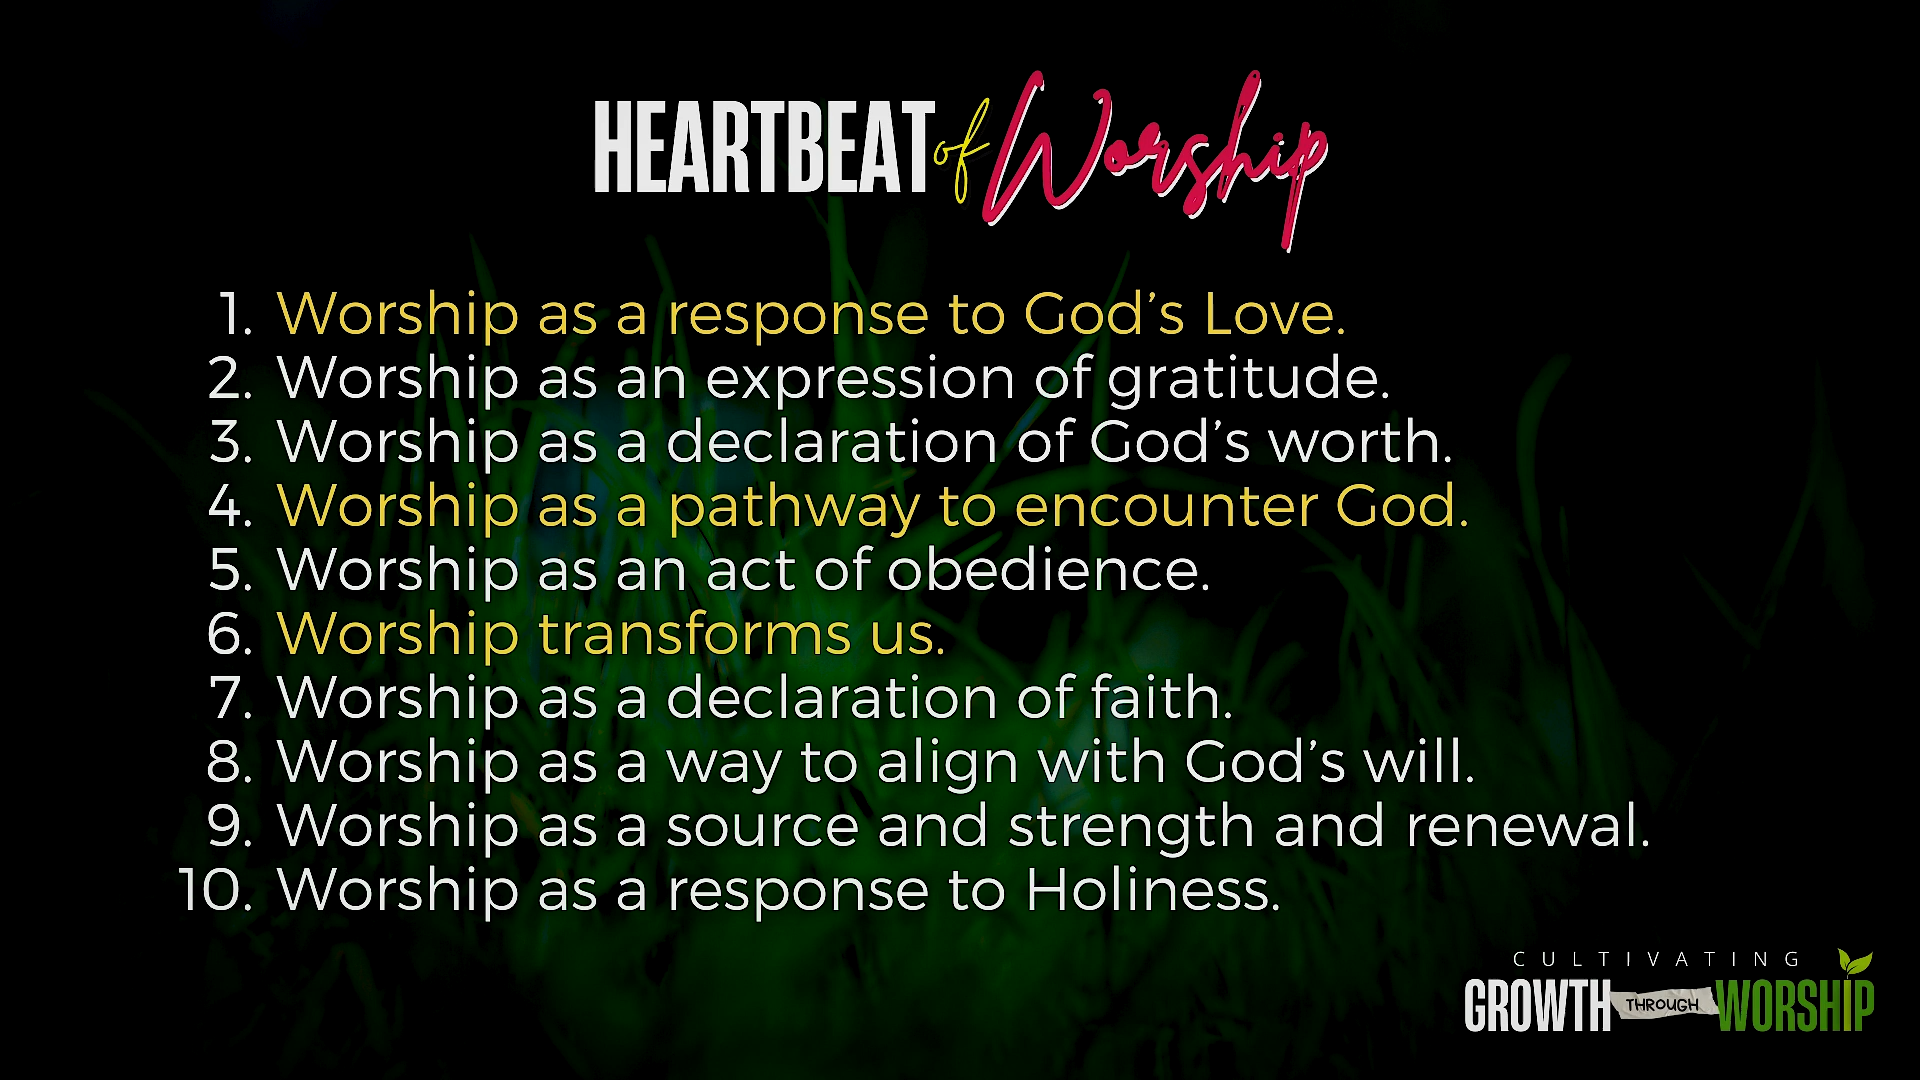 HEARTBEAT of Worship
1. Worship as a response to God’s Love.
2. Worship as an expression of gratitude.
3. Worship as a declaration of God’s worth.
4. Worship as a pathway to encounter God.
5. Worship as an act of obedience.
6. Worship transforms us.
7. Worship as a declaration of faith.
8. Worship as a way to align with God’s will.
9. Worship as a source and strength and renewal.
10. Worship as a response to Holiness.
CULTIVATING
GROWTH THROUGH WORSHIP